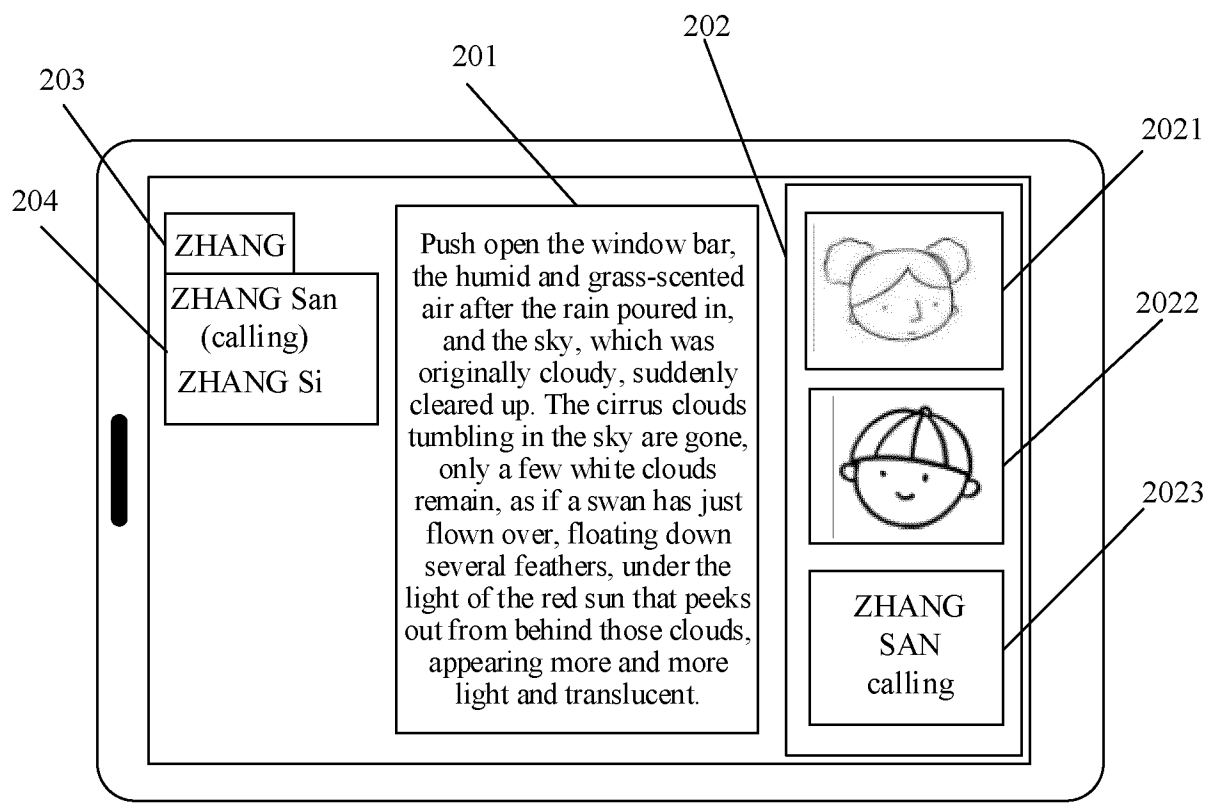 202
201
203
2021
204
ZHANG
ZHANG San
(calling)
ZHANG Si
Push open the window bar,
the humid and grass-scented
air after the rain poured in,
and the sky, which was
originally cloudy, suddenly
cleared up. The cirrus clouds
tumbling in the sky are gone,
only a few white clouds
remain, as if a swan has just
flown over, floating down
several feathers, under the
light of the red sun that peeks
out from behind those clouds,
appearing more and more
light and translucent.
2022
2023
ZHANG
SAN
calling